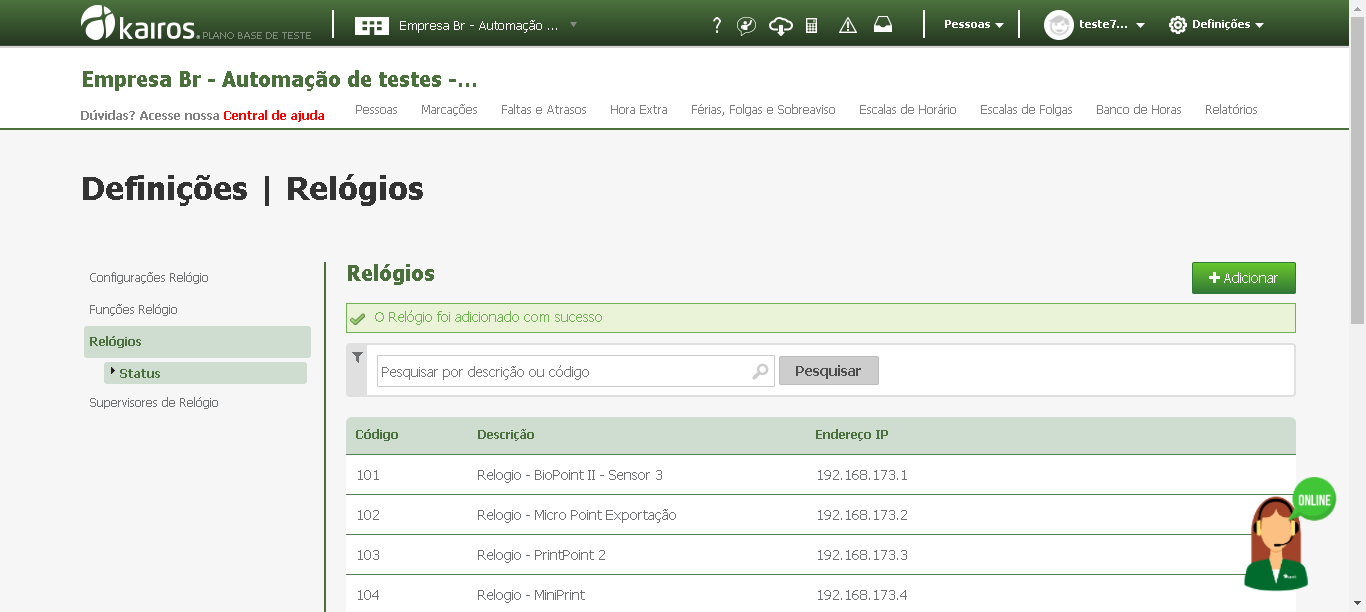 kairos. PLANO BASE DE TESTE
Empresa Br - Automação ...
?
Pessoas
teste7...
Definições
Empresa Br - Automação de testes -...
Dúvidas? Acesse nossa Central de ajuda
Pessoas Marcações Faltas e Atrasos Hora Extra Férias, Folgas e Sobreaviso Escalas de Horário Escalas de Folgas Banco de Horas Relatórios
Definições | Relógios
Configurações Relógio
Funções Relógio
Relógios
Status
Supervisores de Relógio
Relógios
+ Adicionar
O Relógio foi adicionado com sucesso
Pesquisar por descrição ou código
Pesquisar
Código Descrição Endereço IP
101 Relogio - BioPoint II - Sensor 3 192.168.173.1
102 Relogio - Micro Point Exportação 192.168.173.2
103 Relogio - PrintPoint 2 192.168.173.3
104 Relogio - MiniPrint 192.168.173.4
ONLINE